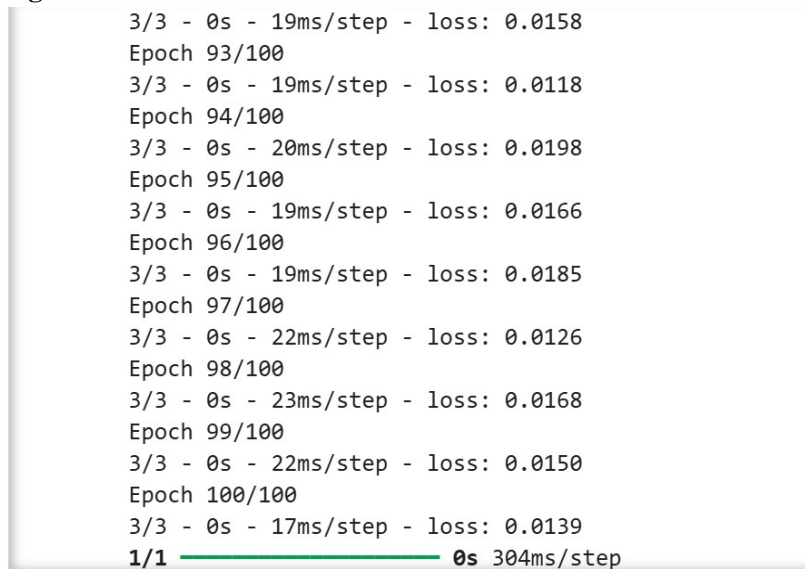 3/3 - 0s - 19ms/step - loss: 0.0158
Epoch 93/100
3/3 - 0s - 19ms/step - loss: 0.0118
Epoch 94/100
3/3 - 0s - 20ms/step - loss: 0.0198
Epoch 95/100
3/3 - 0s - 19ms/step - loss: 0.0166
Epoch 96/100
3/3 - 0s - 19ms/step - loss: 0.0185
Epoch 97/100
3/3 - 0s - 22ms/step - loss: 0.0126
Epoch 98/100
3/3 - 0s - 23ms/step - loss: 0.0168
Epoch 99/100
3/3 - 0s - 22ms/step - loss: 0.0150
Epoch 100/100
3/3 - 0s - 17ms/step - loss: 0.0139
1/1 ━━━━━━━━━━━━━━━━━━━━ 0s 304ms/step